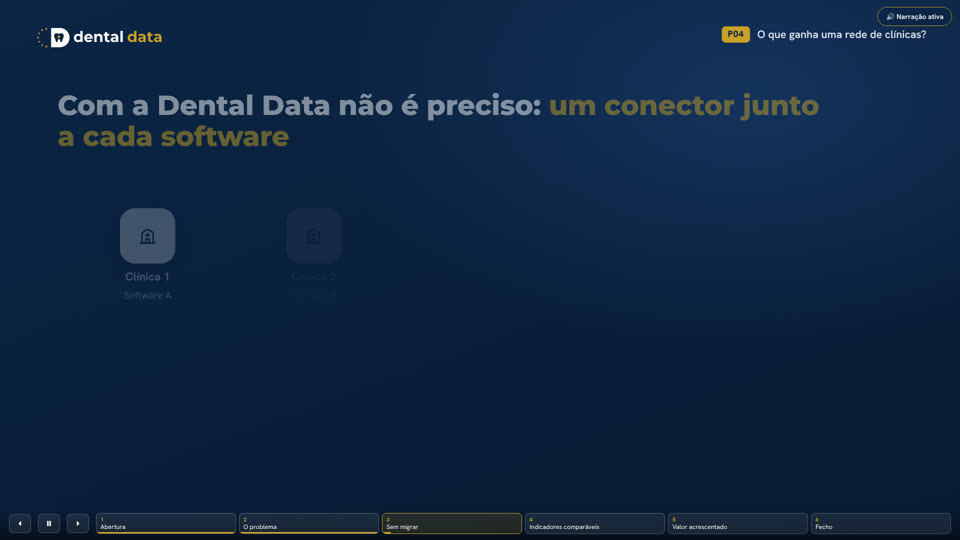 Narração ativa
dental data
P04 O que ganha uma rede de clínicas?
Com a Dental Data não é preciso: um conector junto
a cada software
Clínica 1
Clínica 2
Software A
1
Abertura
2
O problema
3
Sem migrar
4
Indicadores comparáveis
5
Valor acrescentado
6
Fecho